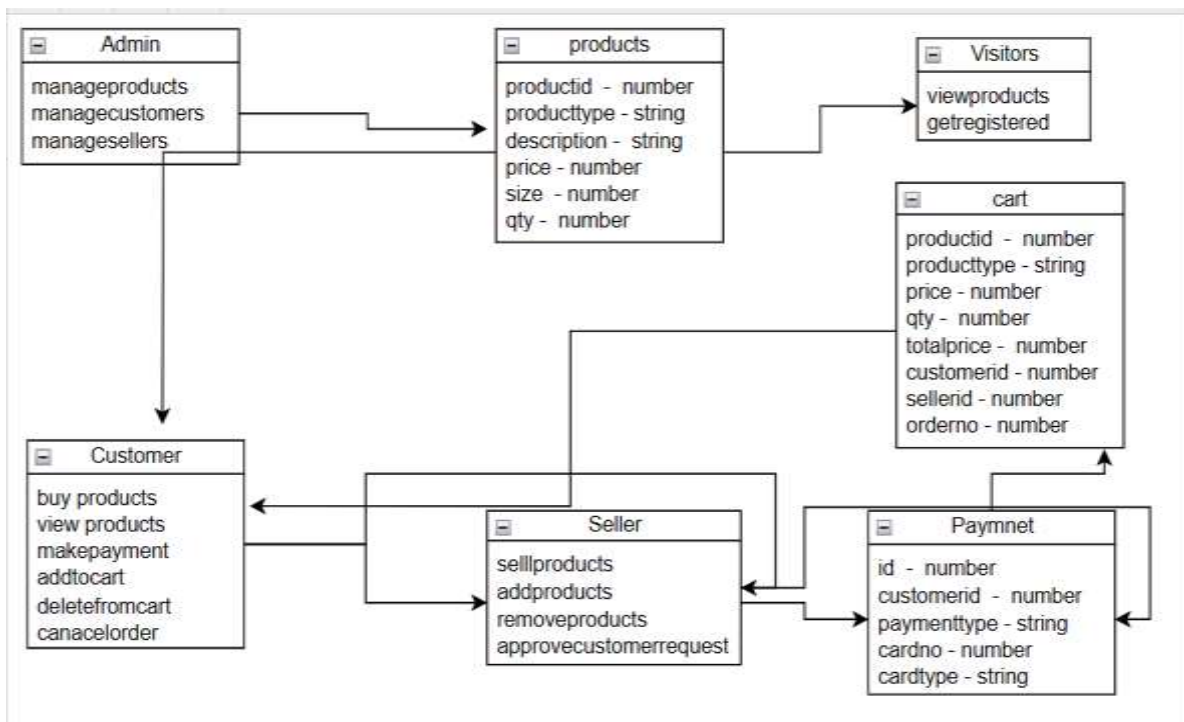 Admin
manageproducts
managecustomers
managesellers
products
productid - number
producttype - string
description - string
price - number
size - number
qty - number
Visitors
viewproducts
getregistered
cart
productid - number
producttype - string
price - number
qty - number
totalprice - number
customerid - number
sellerid - number
orderno - number
Customer
buy products
view products
makepayment
addtocart
deletefromcart
canacelorder
Seller
selllproducts
addproducts
removeproducts
approvecustomerrequest
Paymnet
id - number
customerid - number
paymenttype - string
cardno - number
cardtype - string